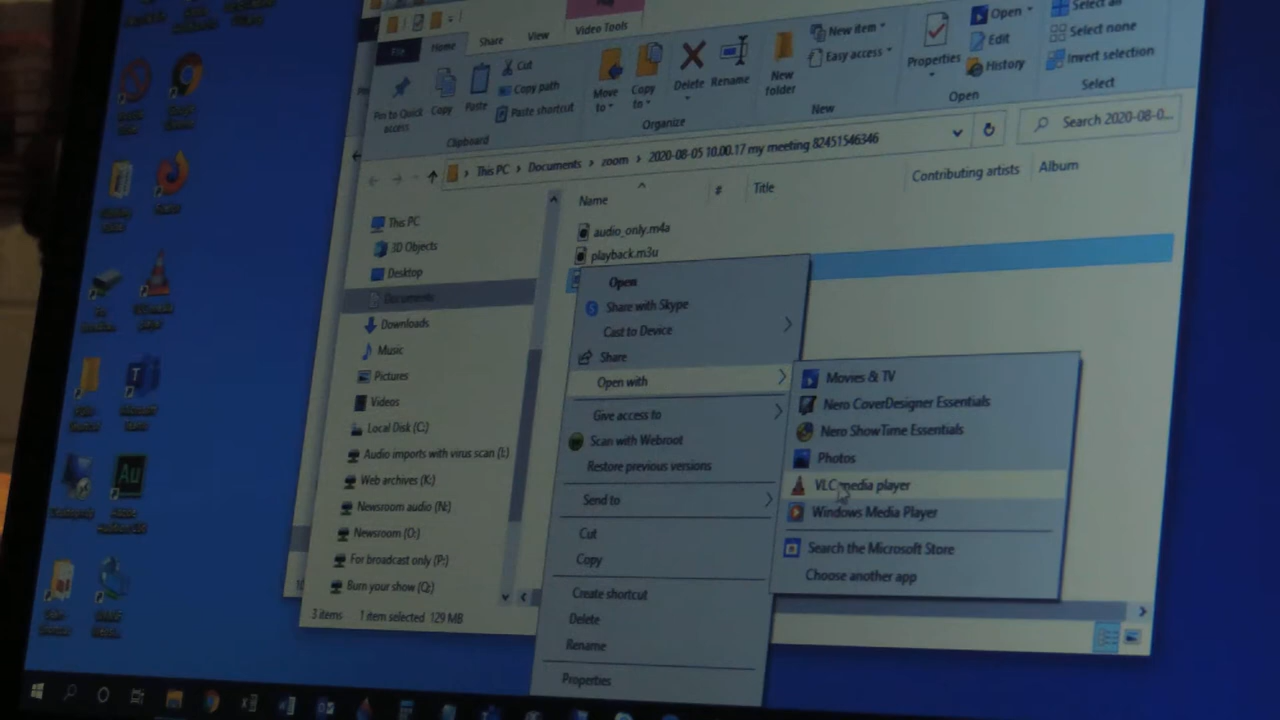 Video Tools
File
Home
Share
View
Pin to Quick access
Copy
Paste
Cut
Copy path
Paste shortcut
Clipboard
Move to
Copy to
Delete
Rename
Organize
New folder
New item
Easy access
New
Properties
Open
Edit
History
Open
Select all
Select none
Invert selection
Select
This PC > Documents > zoom > 2020-08-05 10.00.17 my meeting 82451546346
Search 2020-08-0...
Name
#
Title
Contributing artists
Album
audio_only.m4a
playback.m3u
This PC
3D Objects
Desktop
Documents
Downloads
Music
Pictures
Videos
Local Disk (C:)
Audio imports with virus scan (I:)
Web archives (K:)
Newsroom audio (N:)
Newsroom (O:)
For broadcast only (P:)
Burn your show (Q:)
3 items
1 item selected 129 MB
Open
Share with Skype
Cast to Device
Share
Open with
Give access to
Scan with Webroot
Restore previous versions
Send to
Cut
Copy
Create shortcut
Delete
Rename
Properties
Movies & TV
Nero CoverDesigner Essentials
Nero ShowTime Essentials
Photos
VLC media player
Windows Media Player
Search the Microsoft Store
Choose another app
Au